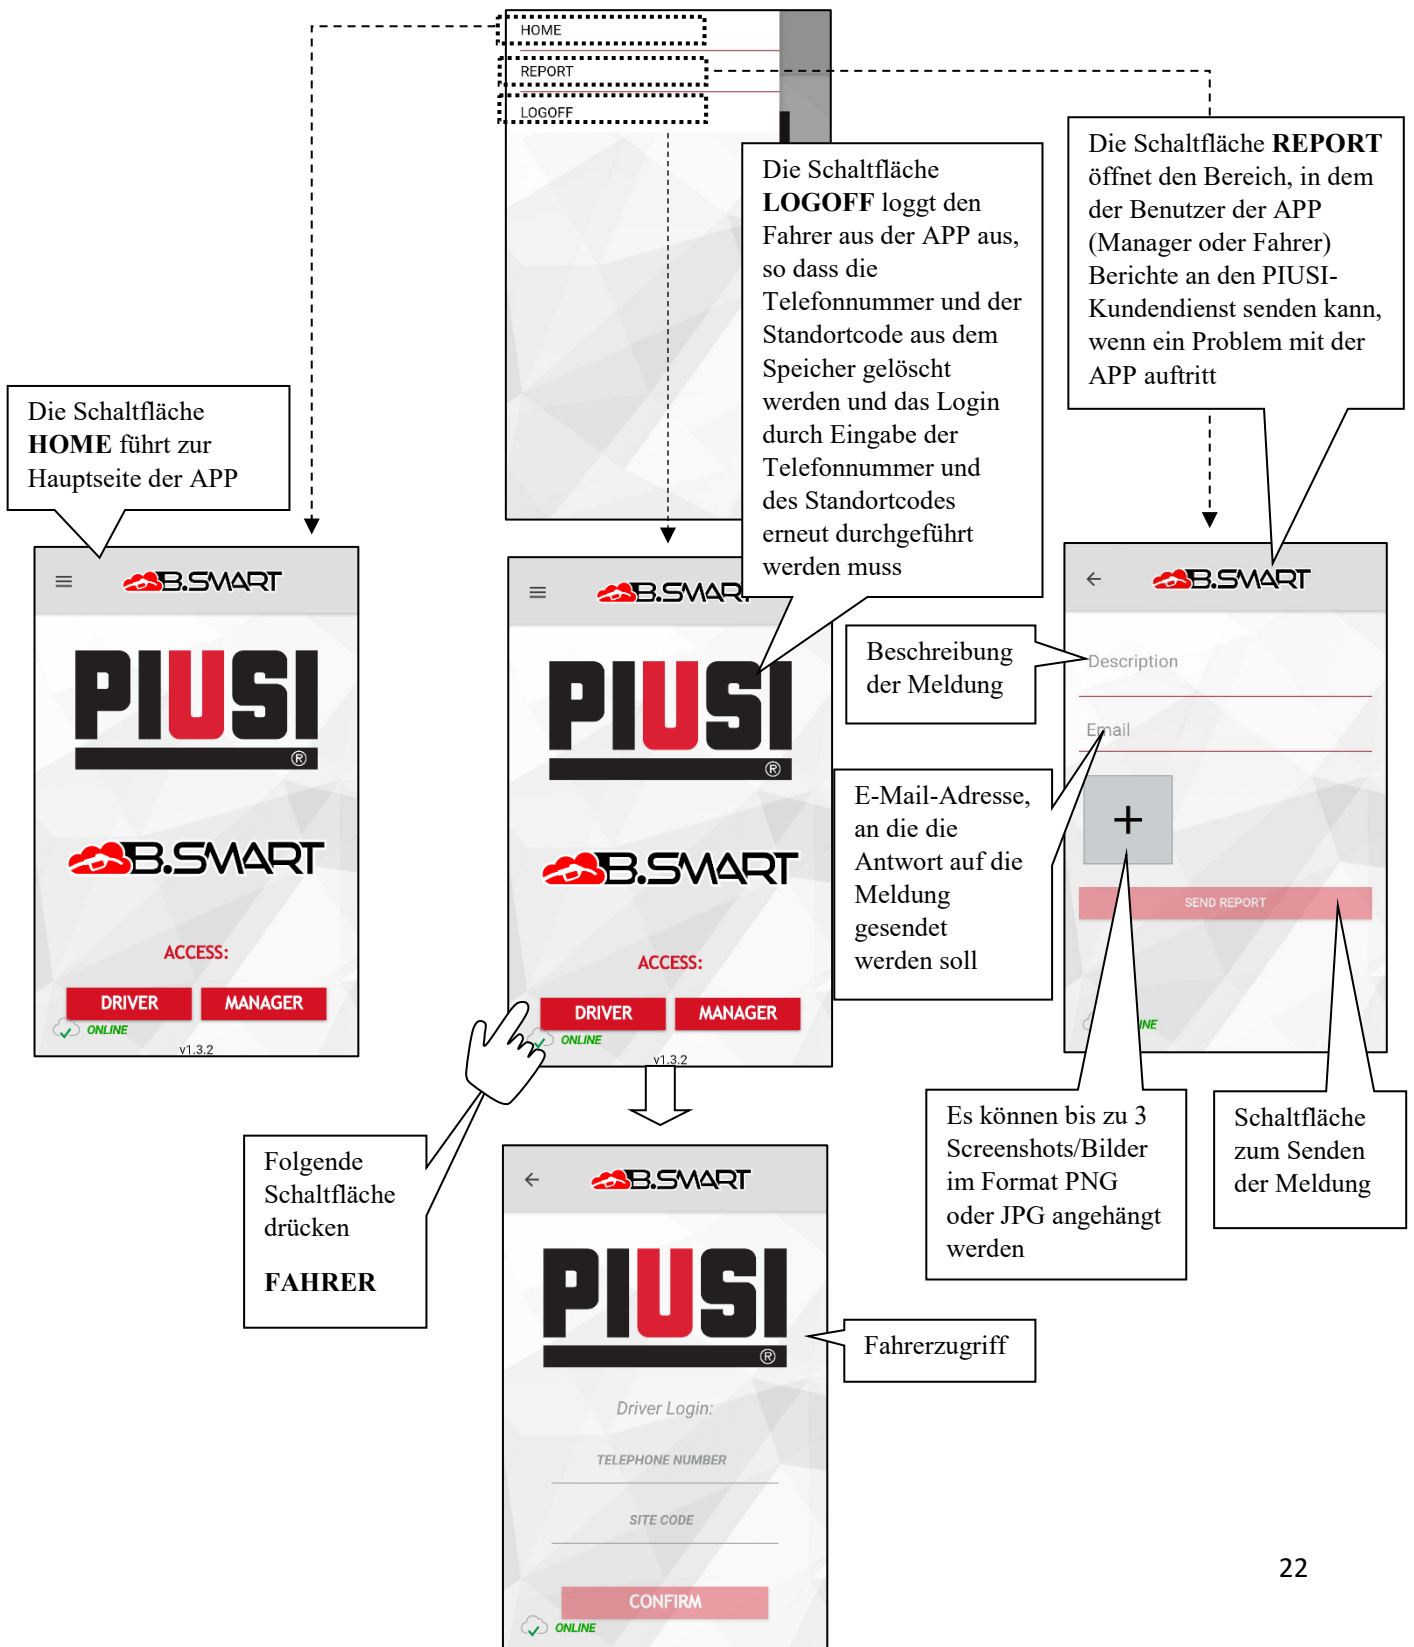 HOME
REPORT
LOGOFF
Die Schaltfläche
LOGOFF loggt den
Fahrer aus der APP aus,
so dass die
Telefonnummer und der
Standortcode aus dem
Speicher gelöscht
werden und das Login
durch Eingabe der
Telefonnummer und
des Standortcodes
erneut durchgeführt
werden muss
Die Schaltfläche REPORT
öffnet den Bereich, in dem
der Benutzer der APP
(Manager oder Fahrer)
Berichte an den PIUSI-
Kundendienst senden kann,
wenn ein Problem mit der
APP auftritt
Die Schaltfläche
HOME führt zur
Hauptseite der APP
B.SMART
PIUSI
®
B.SMART
ACCESS:
DRIVER MANAGER
ONLINE
v1.3.2
B.SMART
PIUSI
®
B.SMART
ACCESS:
DRIVER MANAGER
ONLINE
v1.3.2
B.SMART
Description
Email
+
SEND REPORT
Beschreibung
der Meldung
E-Mail-Adresse,
an die die
Antwort auf die
Meldung
gesendet
werden soll
Es können bis zu 3
Screenshots/Bilder
im Format PNG
oder JPG angehängt
werden
Schaltfläche
zum Senden
der Meldung
Folgende
Schaltfläche
drücken
FAHRER
B.SMART
PIUSI
®
Fahrerzugriff
Driver Login:
TELEPHONE NUMBER
SITE CODE
CONFIRM
ONLINE
22